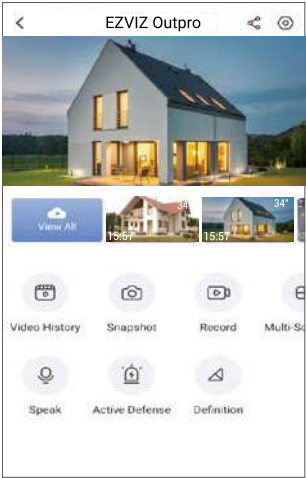 EZVIZ Outpro
View All
34"
15:57
34"
15:57
Video History
Snapshot
Record
Multi-Sc
Speak
Active Defense
Definition